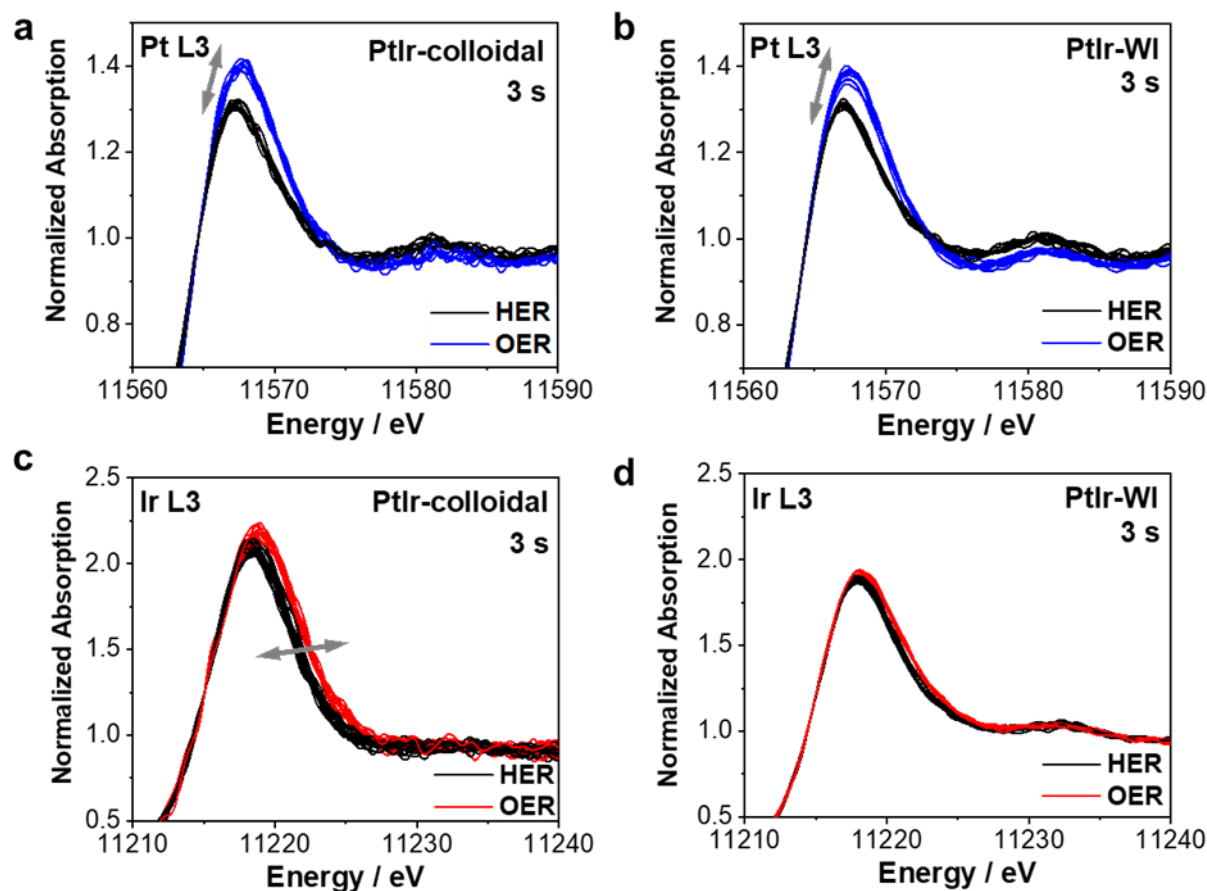 a
Pt L3
PtIr-colloidal
3 s
1.4
1.2
1.0
0.8
Normalized Absorption
HER
OER
11560
11570
11580
11590
Energy / eV
b
Pt L3
PtIr-WI
3 s
1.4
1.2
1.0
0.8
Normalized Absorption
HER
OER
11560
11570
11580
11590
Energy / eV
c
Ir L3
PtIr-colloidal
3 s
2.5
2.0
1.5
1.0
0.5
Normalized Absorption
HER
OER
11210
11220
11230
11240
Energy / eV
d
Ir L3
PtIr-WI
3 s
2.5
2.0
1.5
1.0
0.5
Normalized Absorption
HER
OER
11210
11220
11230
11240
Energy / eV